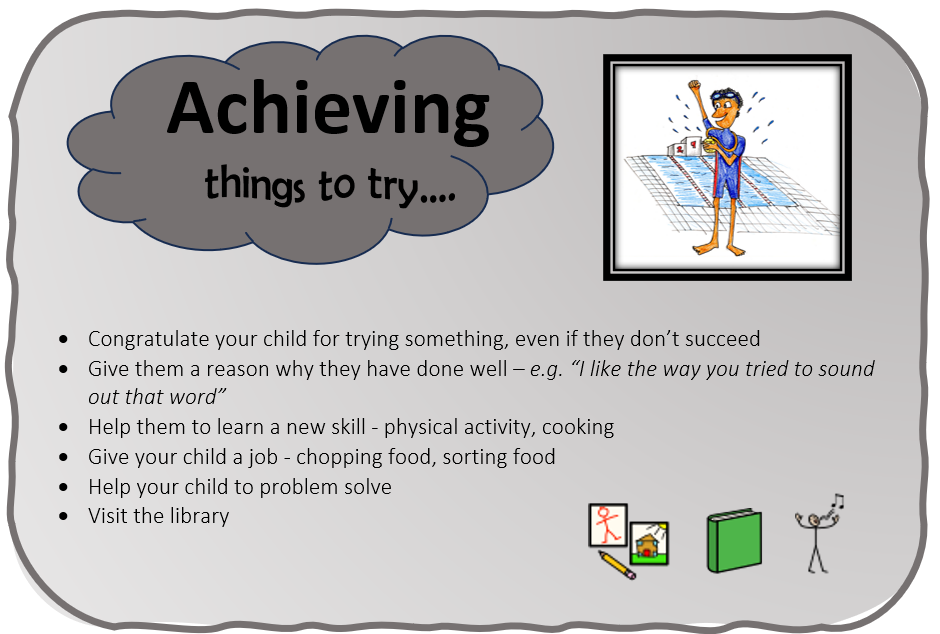 Achieving
things to try....
• Congratulate your child for trying something, even if they don’t succeed
• Give them a reason why they have done well – e.g. “I like the way you tried to sound
out that word”
• Help them to learn a new skill - physical activity, cooking
• Give your child a job - chopping food, sorting food
• Help your child to problem solve
• Visit the library